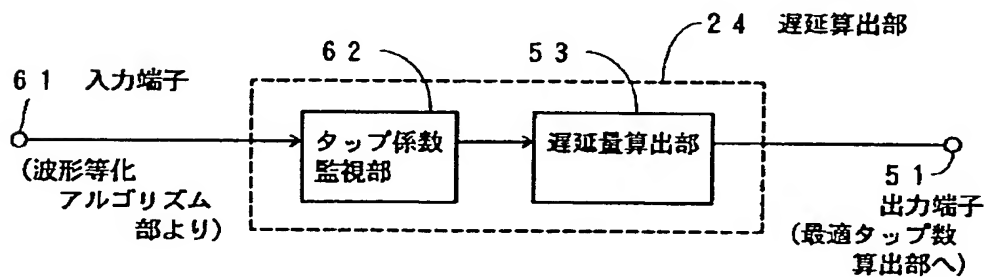 24 遅延算出部
62
53
61 入力端子
タップ係数
監視部
遅延量算出部
(波形等化
アルゴリズム
部より)
51
出力端子
(最適タップ数
算出部へ)